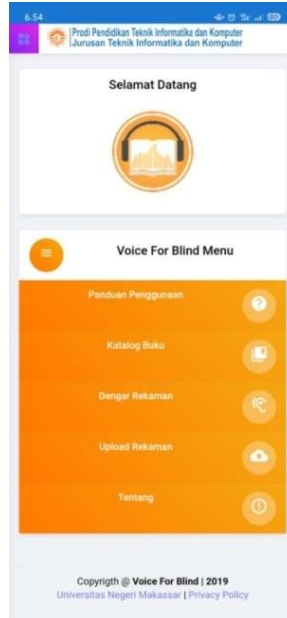 6.54
Prodi Pendidikan Teknik Informatika dan Komputer
Jurusan Teknik Informatika dan Komputer
Selamat Datang
Voice For Blind Menu
Panduan Penggunaan
Katalog Buku
Dengar Rekaman
Upload Rekaman
Tentang
Copyrigth @ Voice For Blind | 2019
Universitas Negeri Makassar | Privacy Policy